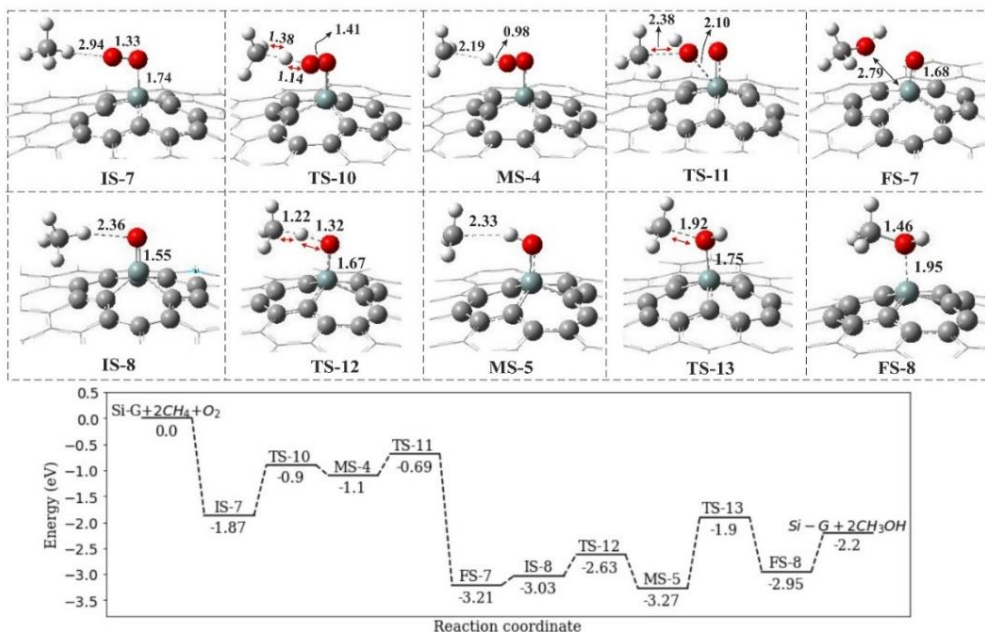 2.94 1.33
1.74
IS-7
1.38 1.41
1.14
TS-10
2.19 0.98
MS-4
2.38 2.10
TS-11
2.79 1.68
FS-7
2.36
1.55
IS-8
1.22 1.32
1.67
TS-12
2.33
MS-5
1.92
1.75
TS-13
1.46
1.95
FS-8
Energy (eV)
0.5
0.0
−0.5
−1.0
−1.5
−2.0
−2.5
−3.0
−3.5
Si-G+2CH₄+O₂
0.0
IS-7
-1.87
TS-10
-0.9
MS-4
-1.1
TS-11
-0.69
FS-7
-3.21
IS-8
-3.03
TS-12
-2.63
MS-5
-3.27
TS-13
-1.9
FS-8
-2.95
Si − G + 2CH₃OH
-2.2
Reaction coordinate